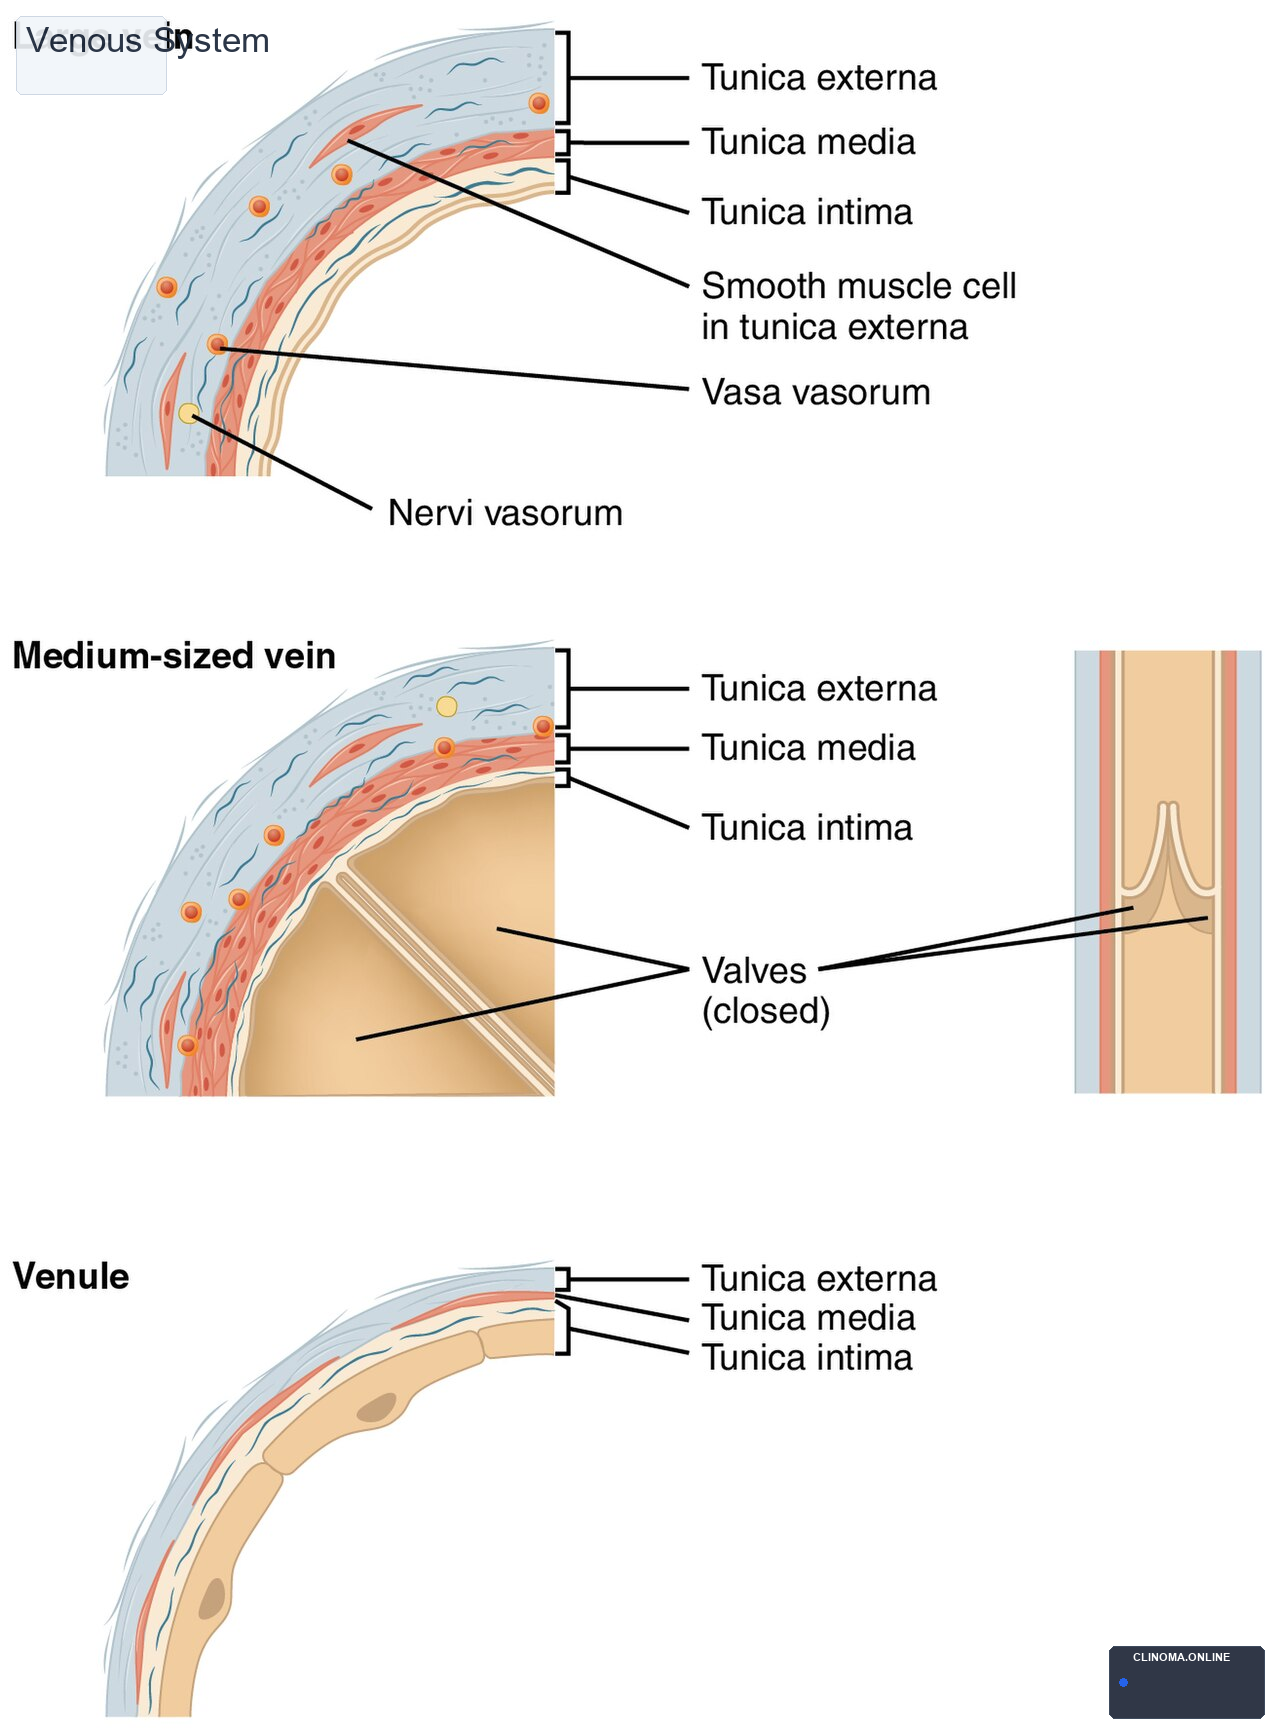 Large vein
Venous System
Tunica externa
Tunica media
Tunica intima
Smooth muscle cell
in tunica externa
Vasa vasorum
Nervi vasorum
Medium-sized vein
Tunica externa
Tunica media
Tunica intima
Valves
(closed)
Venule
Tunica externa
Tunica media
Tunica intima
CLINOMA.ONLINE